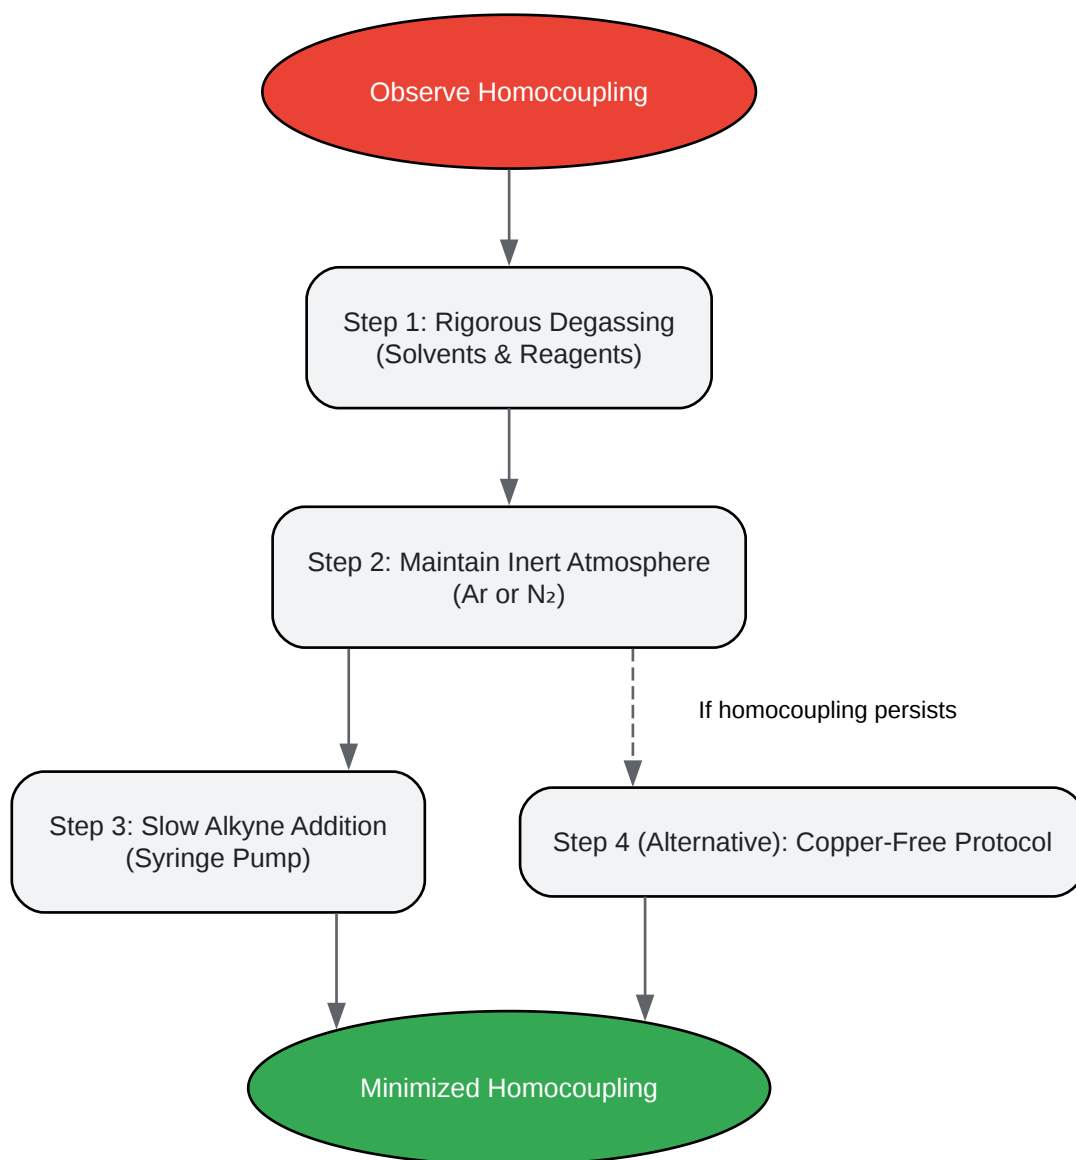 Observe Homocoupling
Step 1: Rigorous Degassing
(Solvents & Reagents)
Step 2: Maintain Inert Atmosphere
(Ar or N₂)
If homocoupling persists
Step 3: Slow Alkyne Addition
(Syringe Pump)
Step 4 (Alternative): Copper-Free Protocol
Minimized Homocoupling